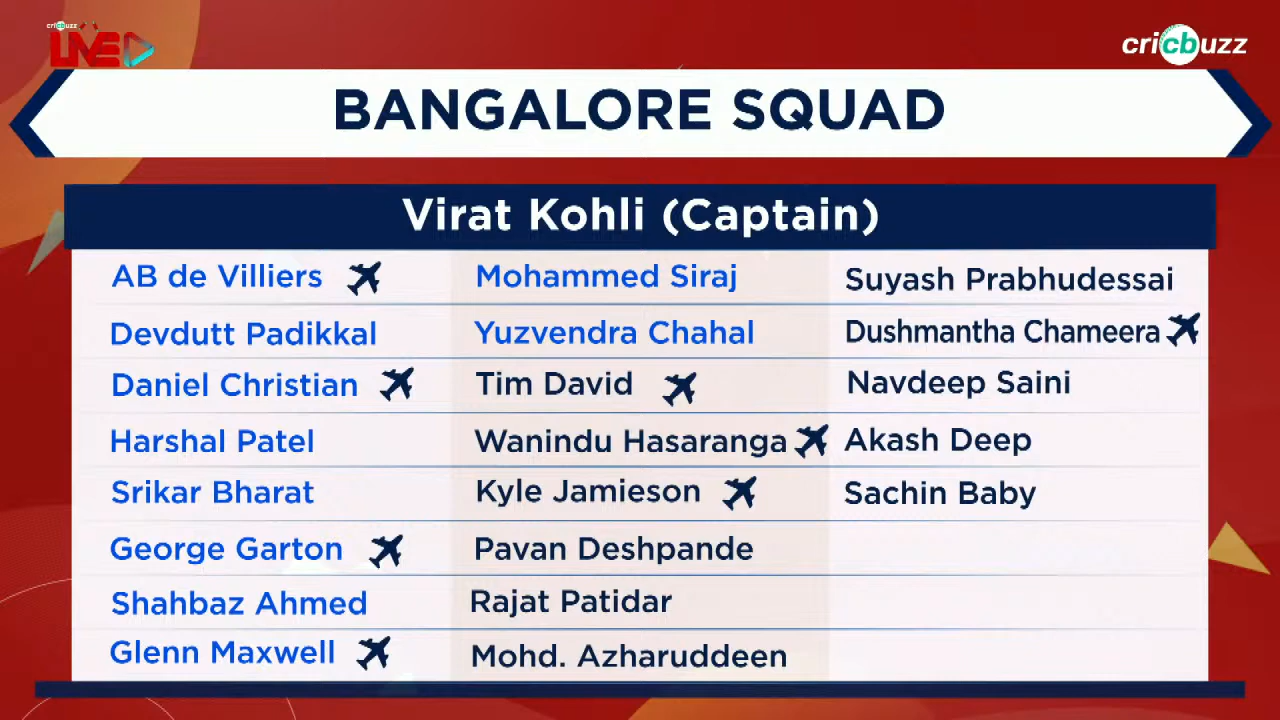 cricbuzz
LIVE
cricbuzz
BANGALORE SQUAD
Virat Kohli (Captain)
AB de Villiers
Devdutt Padikkal
Daniel Christian
Harshal Patel
Srikar Bharat
George Garton
Shahbaz Ahmed
Glenn Maxwell
Mohammed Siraj
Yuzvendra Chahal
Tim David
Wanindu Hasaranga
Kyle Jamieson
Pavan Deshpande
Rajat Patidar
Mohd. Azharuddeen
Suyash Prabhudessai
Dushmantha Chameera
Navdeep Saini
Akash Deep
Sachin Baby